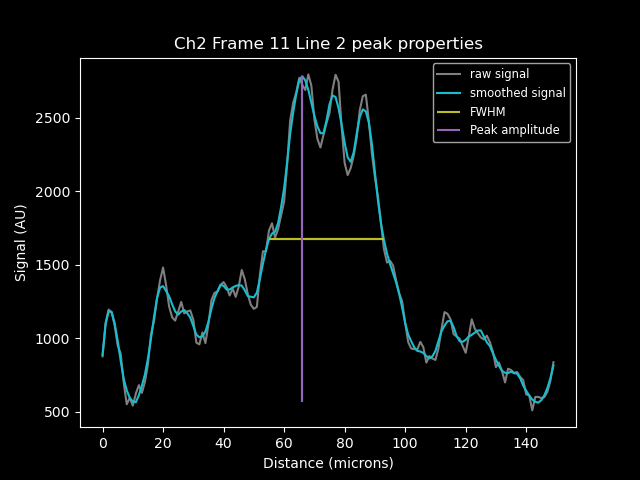 Ch2 Frame 11 Line 2 peak properties
raw signal
smoothed signal
FWHM
Peak amplitude
Signal (AU)
2500
2000
1500
1000
500
0 20 40 60 80 100 120 140
Distance (microns)